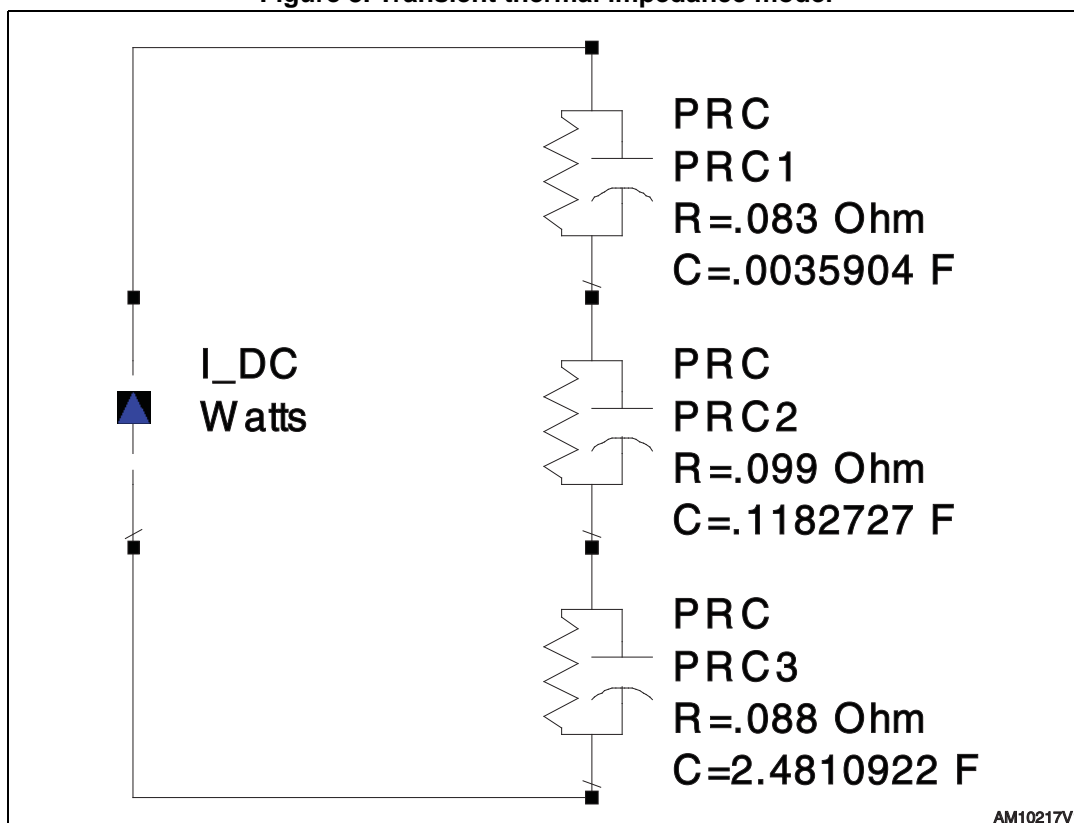 Figure 3. Transient thermal impedance model
PRC
PRC1
R=.083 Ohm
C=.0035904 F
I_DC
Watts
PRC
PRC2
R=.099 Ohm
C=.1182727 F
PRC
PRC3
R=.088 Ohm
C=2.4810922 F
AM10217V